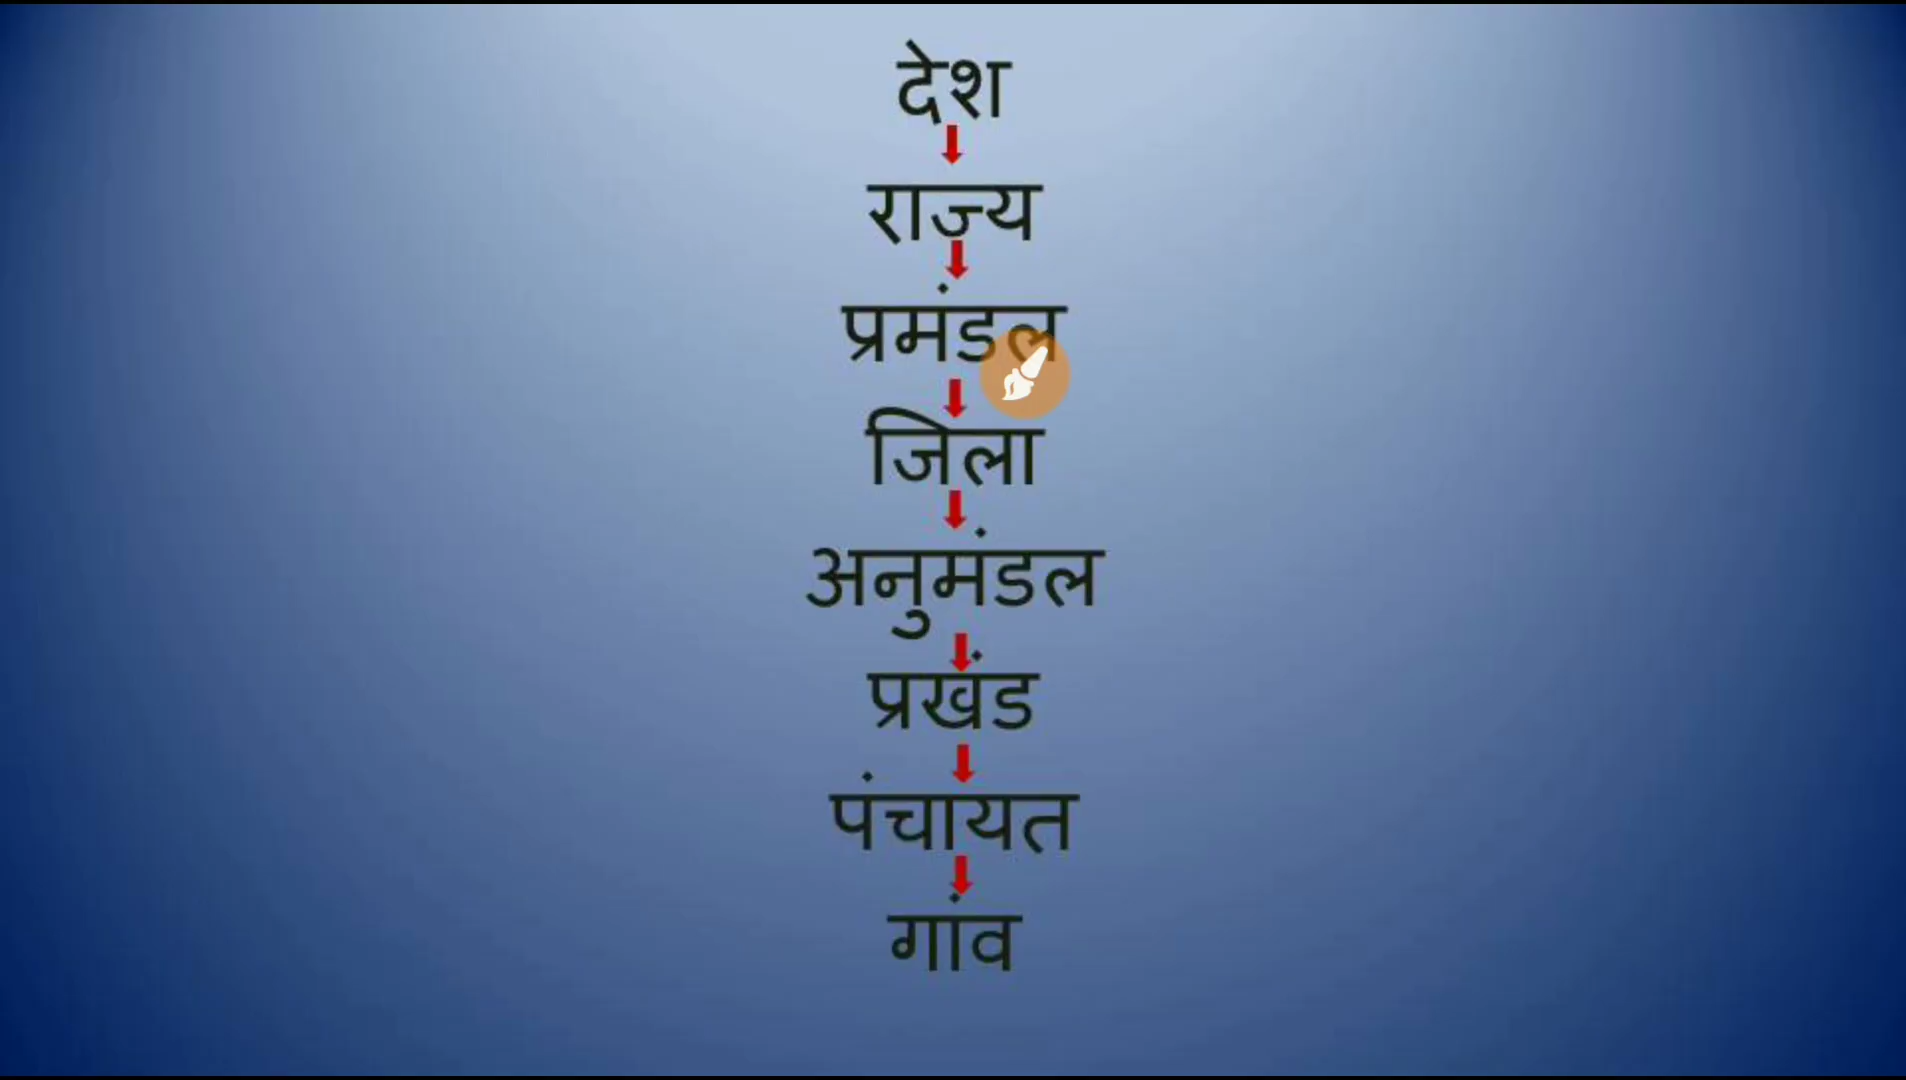 देश
राज्य
प्रमंडल
जिला
अनुमंडल
प्रखंड
पंचायत
गांव